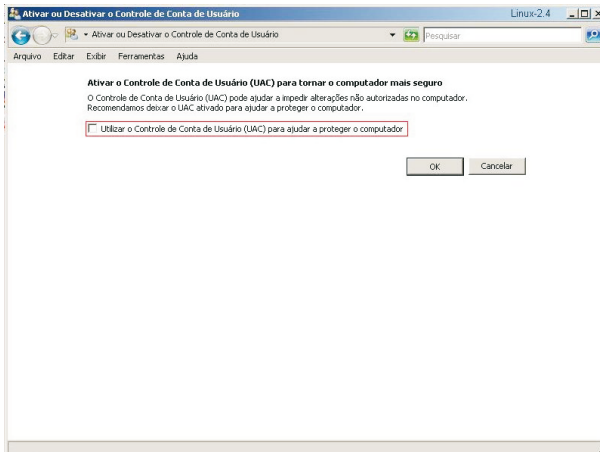 Ativar ou Desativar o Controle de Conta de Usuário
Linux-2.4
Ativar ou Desativar o Controle de Conta de Usuário
Pesquisar
Arquivo Editar Exibir Ferramentas Ajuda
Ativar o Controle de Conta de Usuário (UAC) para tornar o computador mais seguro
O Controle de Conta de Usuário (UAC) pode ajudar a impedir alterações não autorizadas no computador.
Recomendamos deixar o UAC ativado para ajudar a proteger o computador.
Utilizar o Controle de Conta de Usuário (UAC) para ajudar a proteger o computador
OK Cancelar